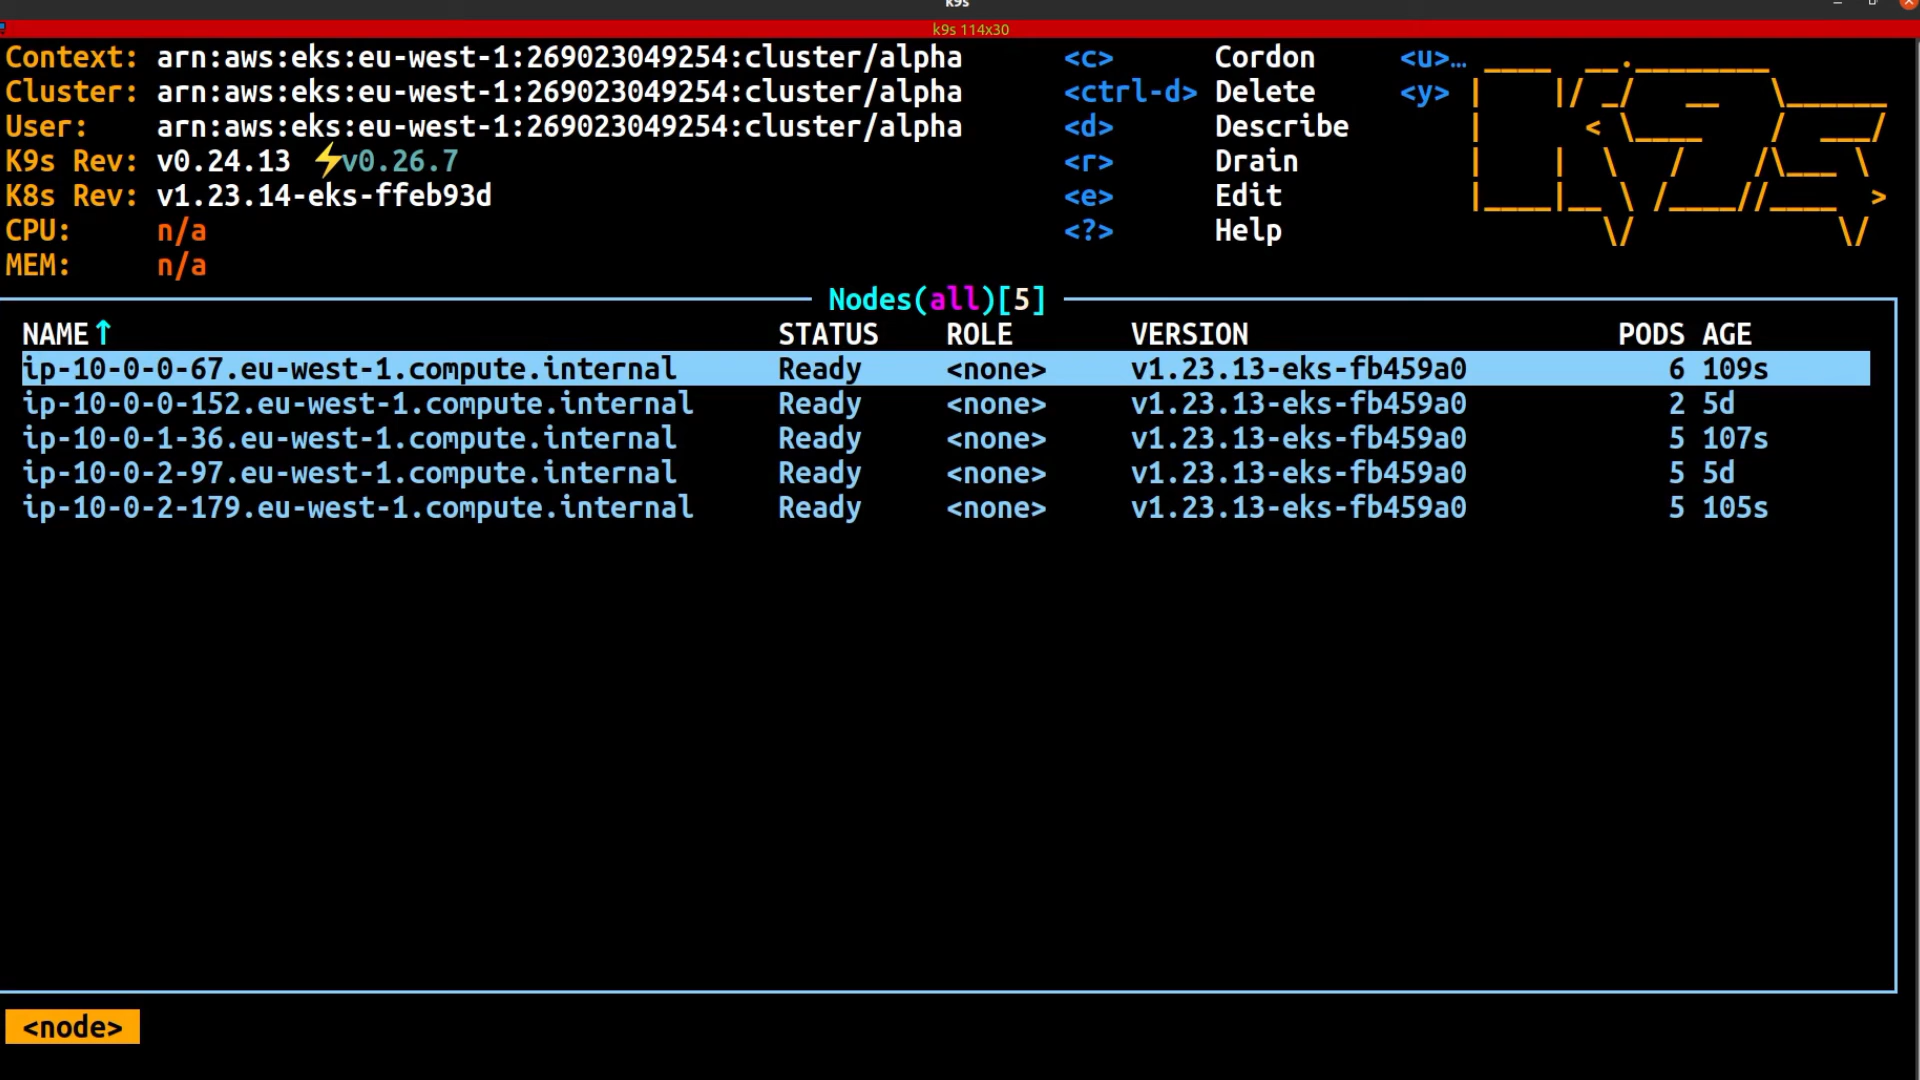 k9s
k9s 114x30
Context: arn:aws:eks:eu-west-1:269023049254:cluster/alpha <c> Cordon <u>…
Cluster: arn:aws:eks:eu-west-1:269023049254:cluster/alpha <ctrl-d> Delete <y>
User: arn:aws:eks:eu-west-1:269023049254:cluster/alpha <d> Describe
K9s Rev: v0.24.13 ⚡v0.26.7 <r> Drain
K8s Rev: v1.23.14-eks-ffeb93d <e> Edit
CPU: n/a <?> Help
MEM: n/a
Nodes(all)[5]
NAME↑ STATUS ROLE VERSION PODS AGE
ip-10-0-0-67.eu-west-1.compute.internal Ready <none> v1.23.13-eks-fb459a0 6 109s
ip-10-0-0-152.eu-west-1.compute.internal Ready <none> v1.23.13-eks-fb459a0 2 5d
ip-10-0-1-36.eu-west-1.compute.internal Ready <none> v1.23.13-eks-fb459a0 5 107s
ip-10-0-2-97.eu-west-1.compute.internal Ready <none> v1.23.13-eks-fb459a0 5 5d
ip-10-0-2-179.eu-west-1.compute.internal Ready <none> v1.23.13-eks-fb459a0 5 105s
<node>